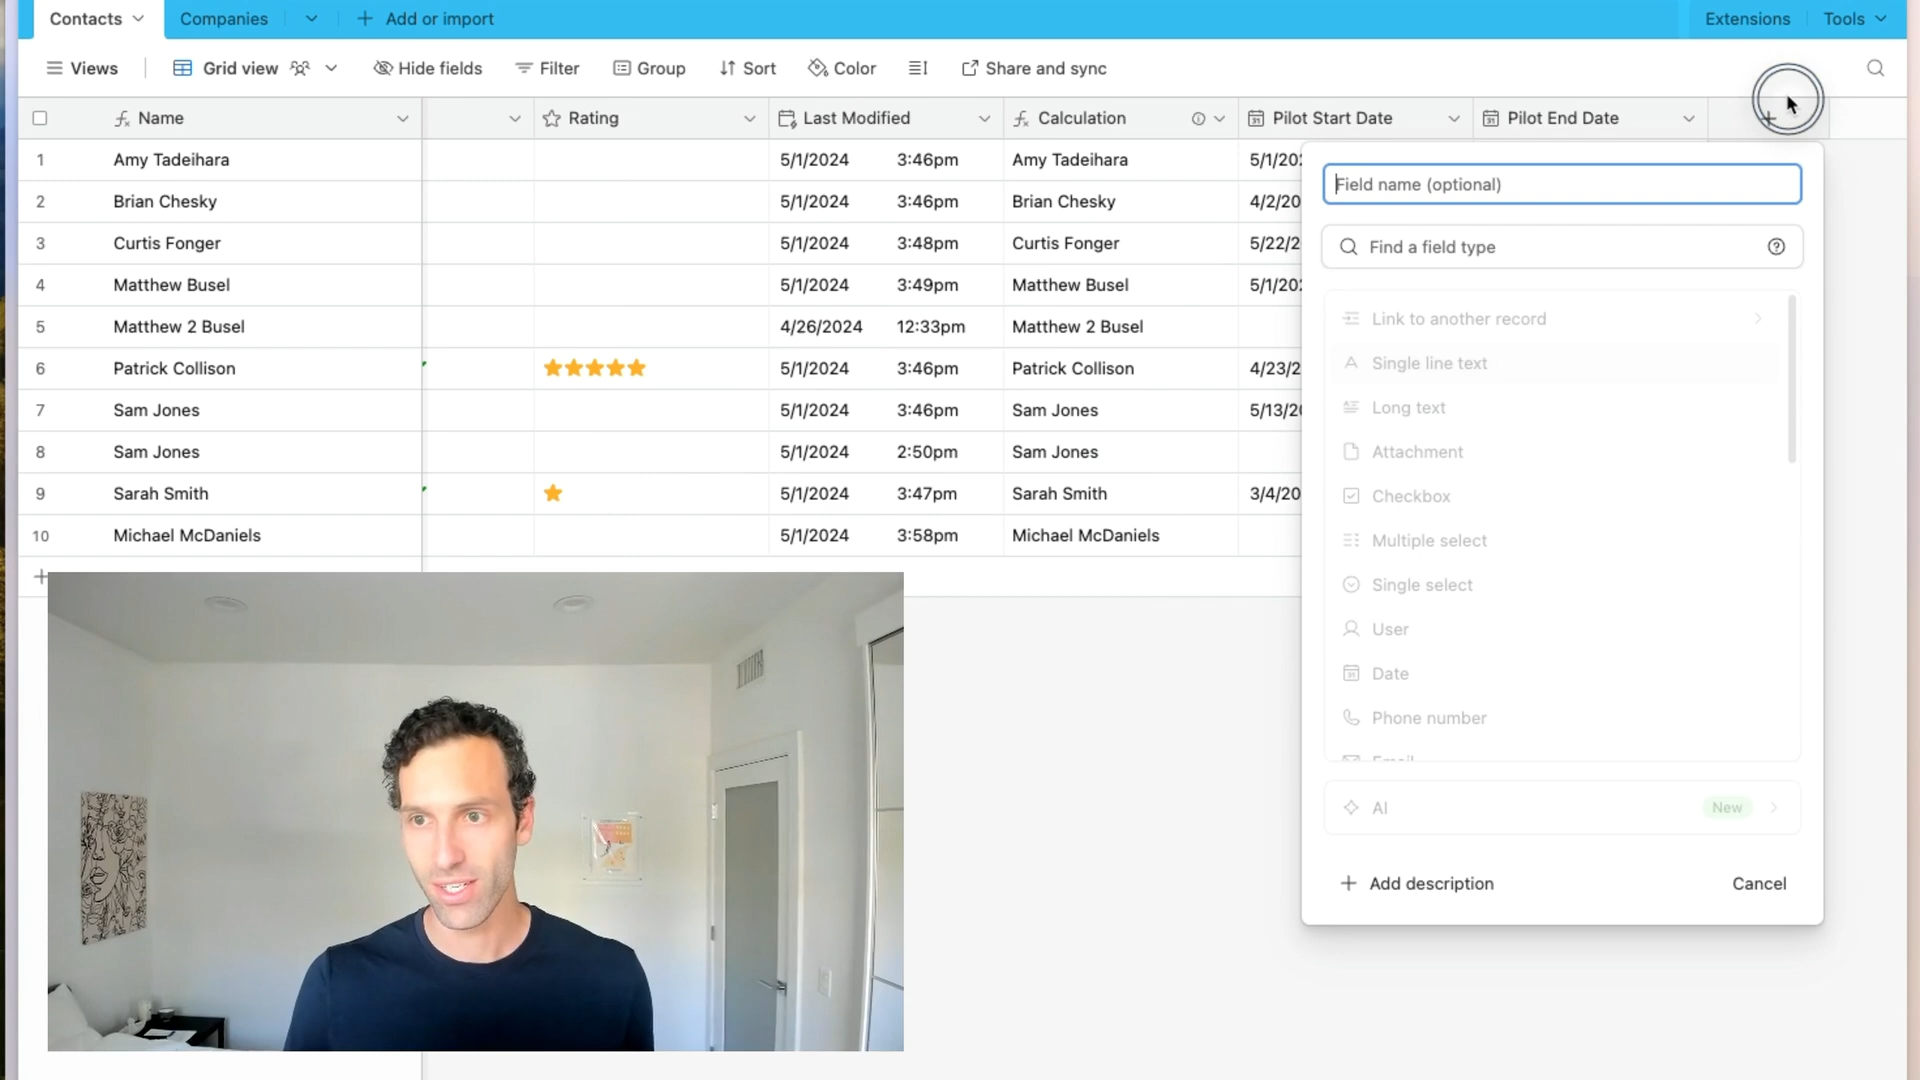 Contacts Companies Add or import Extensions Tools
Views Grid view Hide fields Filter Group Sort Color Share and sync
Name Rating Last Modified Calculation Pilot Start Date Pilot End Date
1 Amy Tadeihara 5/1/2024 3:46pm Amy Tadeihara
2 Brian Chesky 5/1/2024 3:46pm Brian Chesky
3 Curtis Fonger 5/1/2024 3:48pm Curtis Fonger
4 Matthew Busel 5/1/2024 3:49pm Matthew Busel
5 Matthew 2 Busel 4/26/2024 12:33pm Matthew 2 Busel
6 Patrick Collison 5/1/2024 3:46pm Patrick Collison
7 Sam Jones 5/1/2024 3:46pm Sam Jones
8 Sam Jones 5/1/2024 2:50pm Sam Jones
9 Sarah Smith 5/1/2024 3:47pm Sarah Smith
10 Michael McDaniels 5/1/2024 3:58pm Michael McDaniels
Field name (optional)
Find a field type
Link to another record
Single line text
Long text
Attachment
Checkbox
Multiple select
Single select
User
Date
Phone number
Email
AI New
Add description Cancel